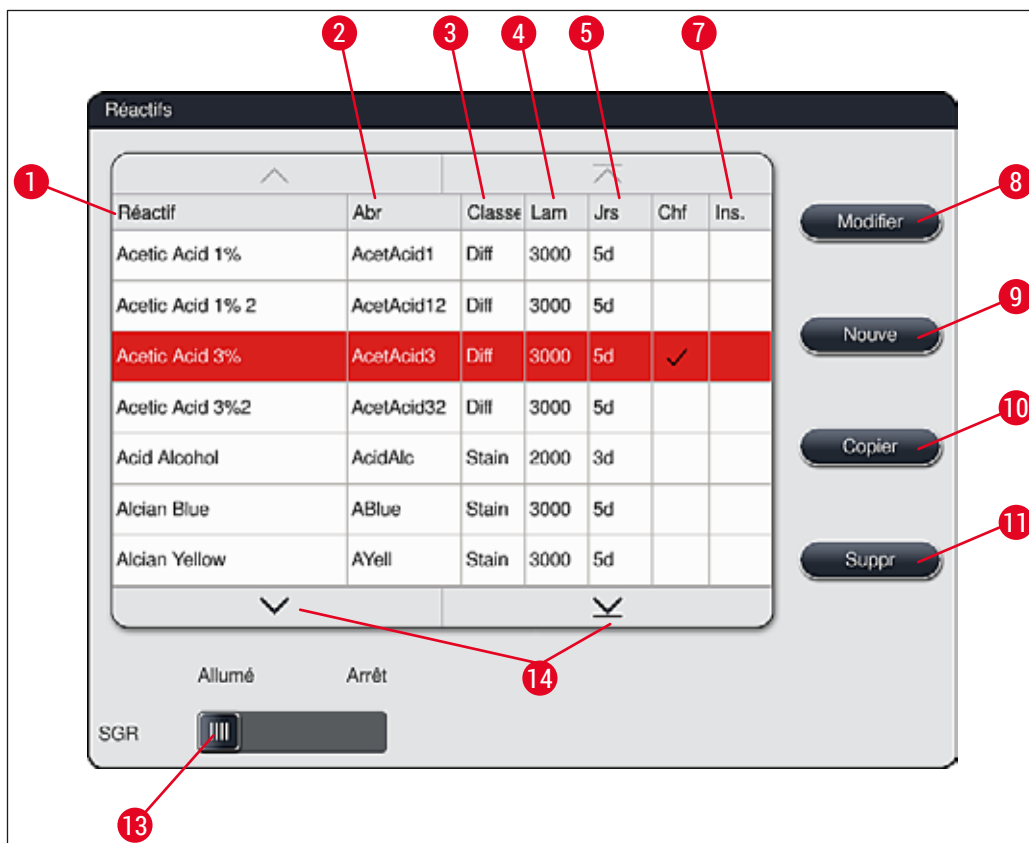 2 3 4 5 7
Réactifs
1
8
Réactif Abr Classe Lam Jrs Chf Ins.
Modifier
Acetic Acid 1% AcetAcid1 Diff 3000 5d
9
Acetic Acid 1% 2 AcetAcid12 Diff 3000 5d
Nouve
Acetic Acid 3% AcetAcid3 Diff 3000 5d
10
Acetic Acid 3%2 AcetAcid32 Diff 3000 5d
Copier
Acid Alcohol AcidAlc Stain 2000 3d
11
Alcian Blue ABlue Stain 3000 5d
Alcian Yellow AYell Stain 3000 5d
Suppr
14
Allumé Arrêt
SGR
13